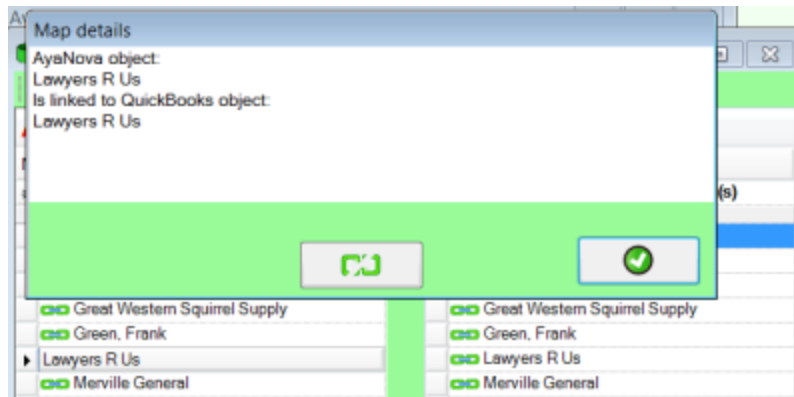 Map details
AyaNova object:
Lawyers R Us
Is linked to QuickBooks object:
Lawyers R Us
(s)
Great Western Squirrel Supply
Great Western Squirrel Supply
Green, Frank
Green, Frank
Lawyers R Us
Lawyers R Us
Merville General
Merville General